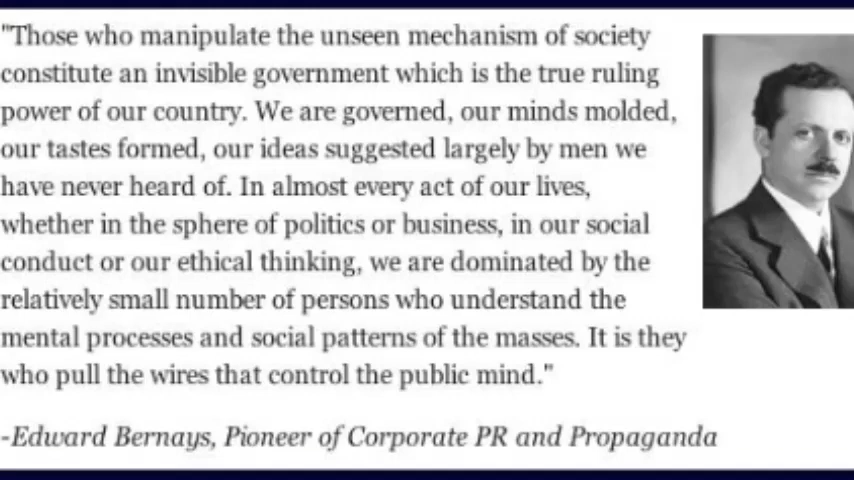 "Those who manipulate the unseen mechanism of society
constitute an invisible government which is the true ruling
power of our country. We are governed, our minds molded,
our tastes formed, our ideas suggested largely by men we
have never heard of. In almost every act of our lives,
whether in the sphere of politics or business, in our social
conduct or our ethical thinking, we are dominated by the
relatively small number of persons who understand the
mental processes and social patterns of the masses. It is they
who pull the wires that control the public mind."
-Edward Bernays, Pioneer of Corporate PR and Propaganda